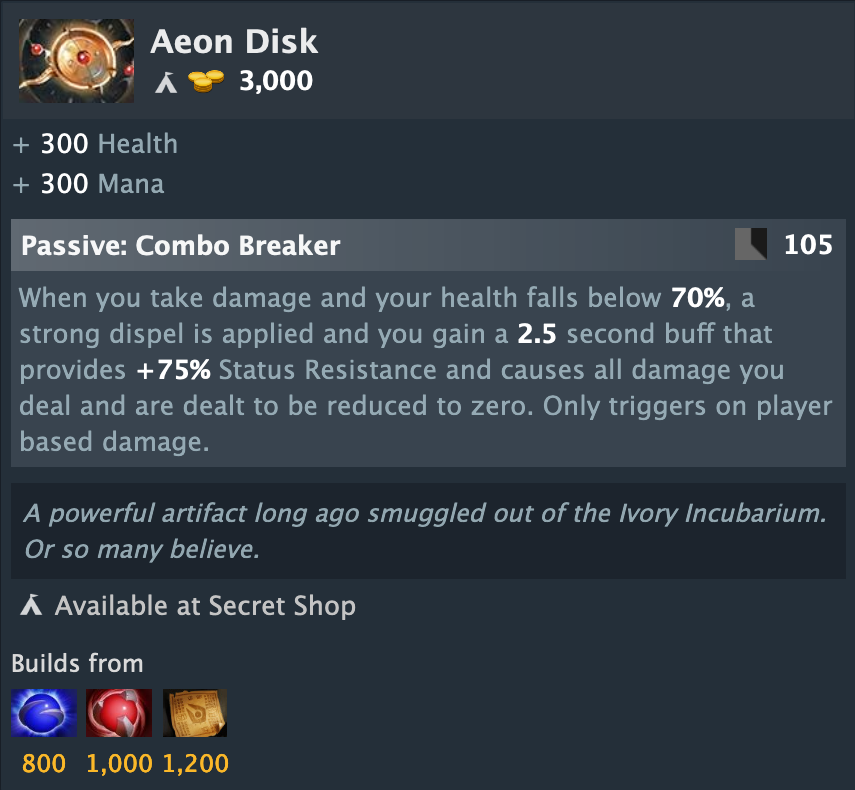 Aeon Disk
3,000
+ 300 Health
+ 300 Mana
Passive: Combo Breaker 105
When you take damage and your health falls below 70%, a
strong dispel is applied and you gain a 2.5 second buff that
provides +75% Status Resistance and causes all damage you
deal and are dealt to be reduced to zero. Only triggers on player
based damage.
A powerful artifact long ago smuggled out of the Ivory Incubarium.
Or so many believe.
Available at Secret Shop
Builds from
800 1,000 1,200